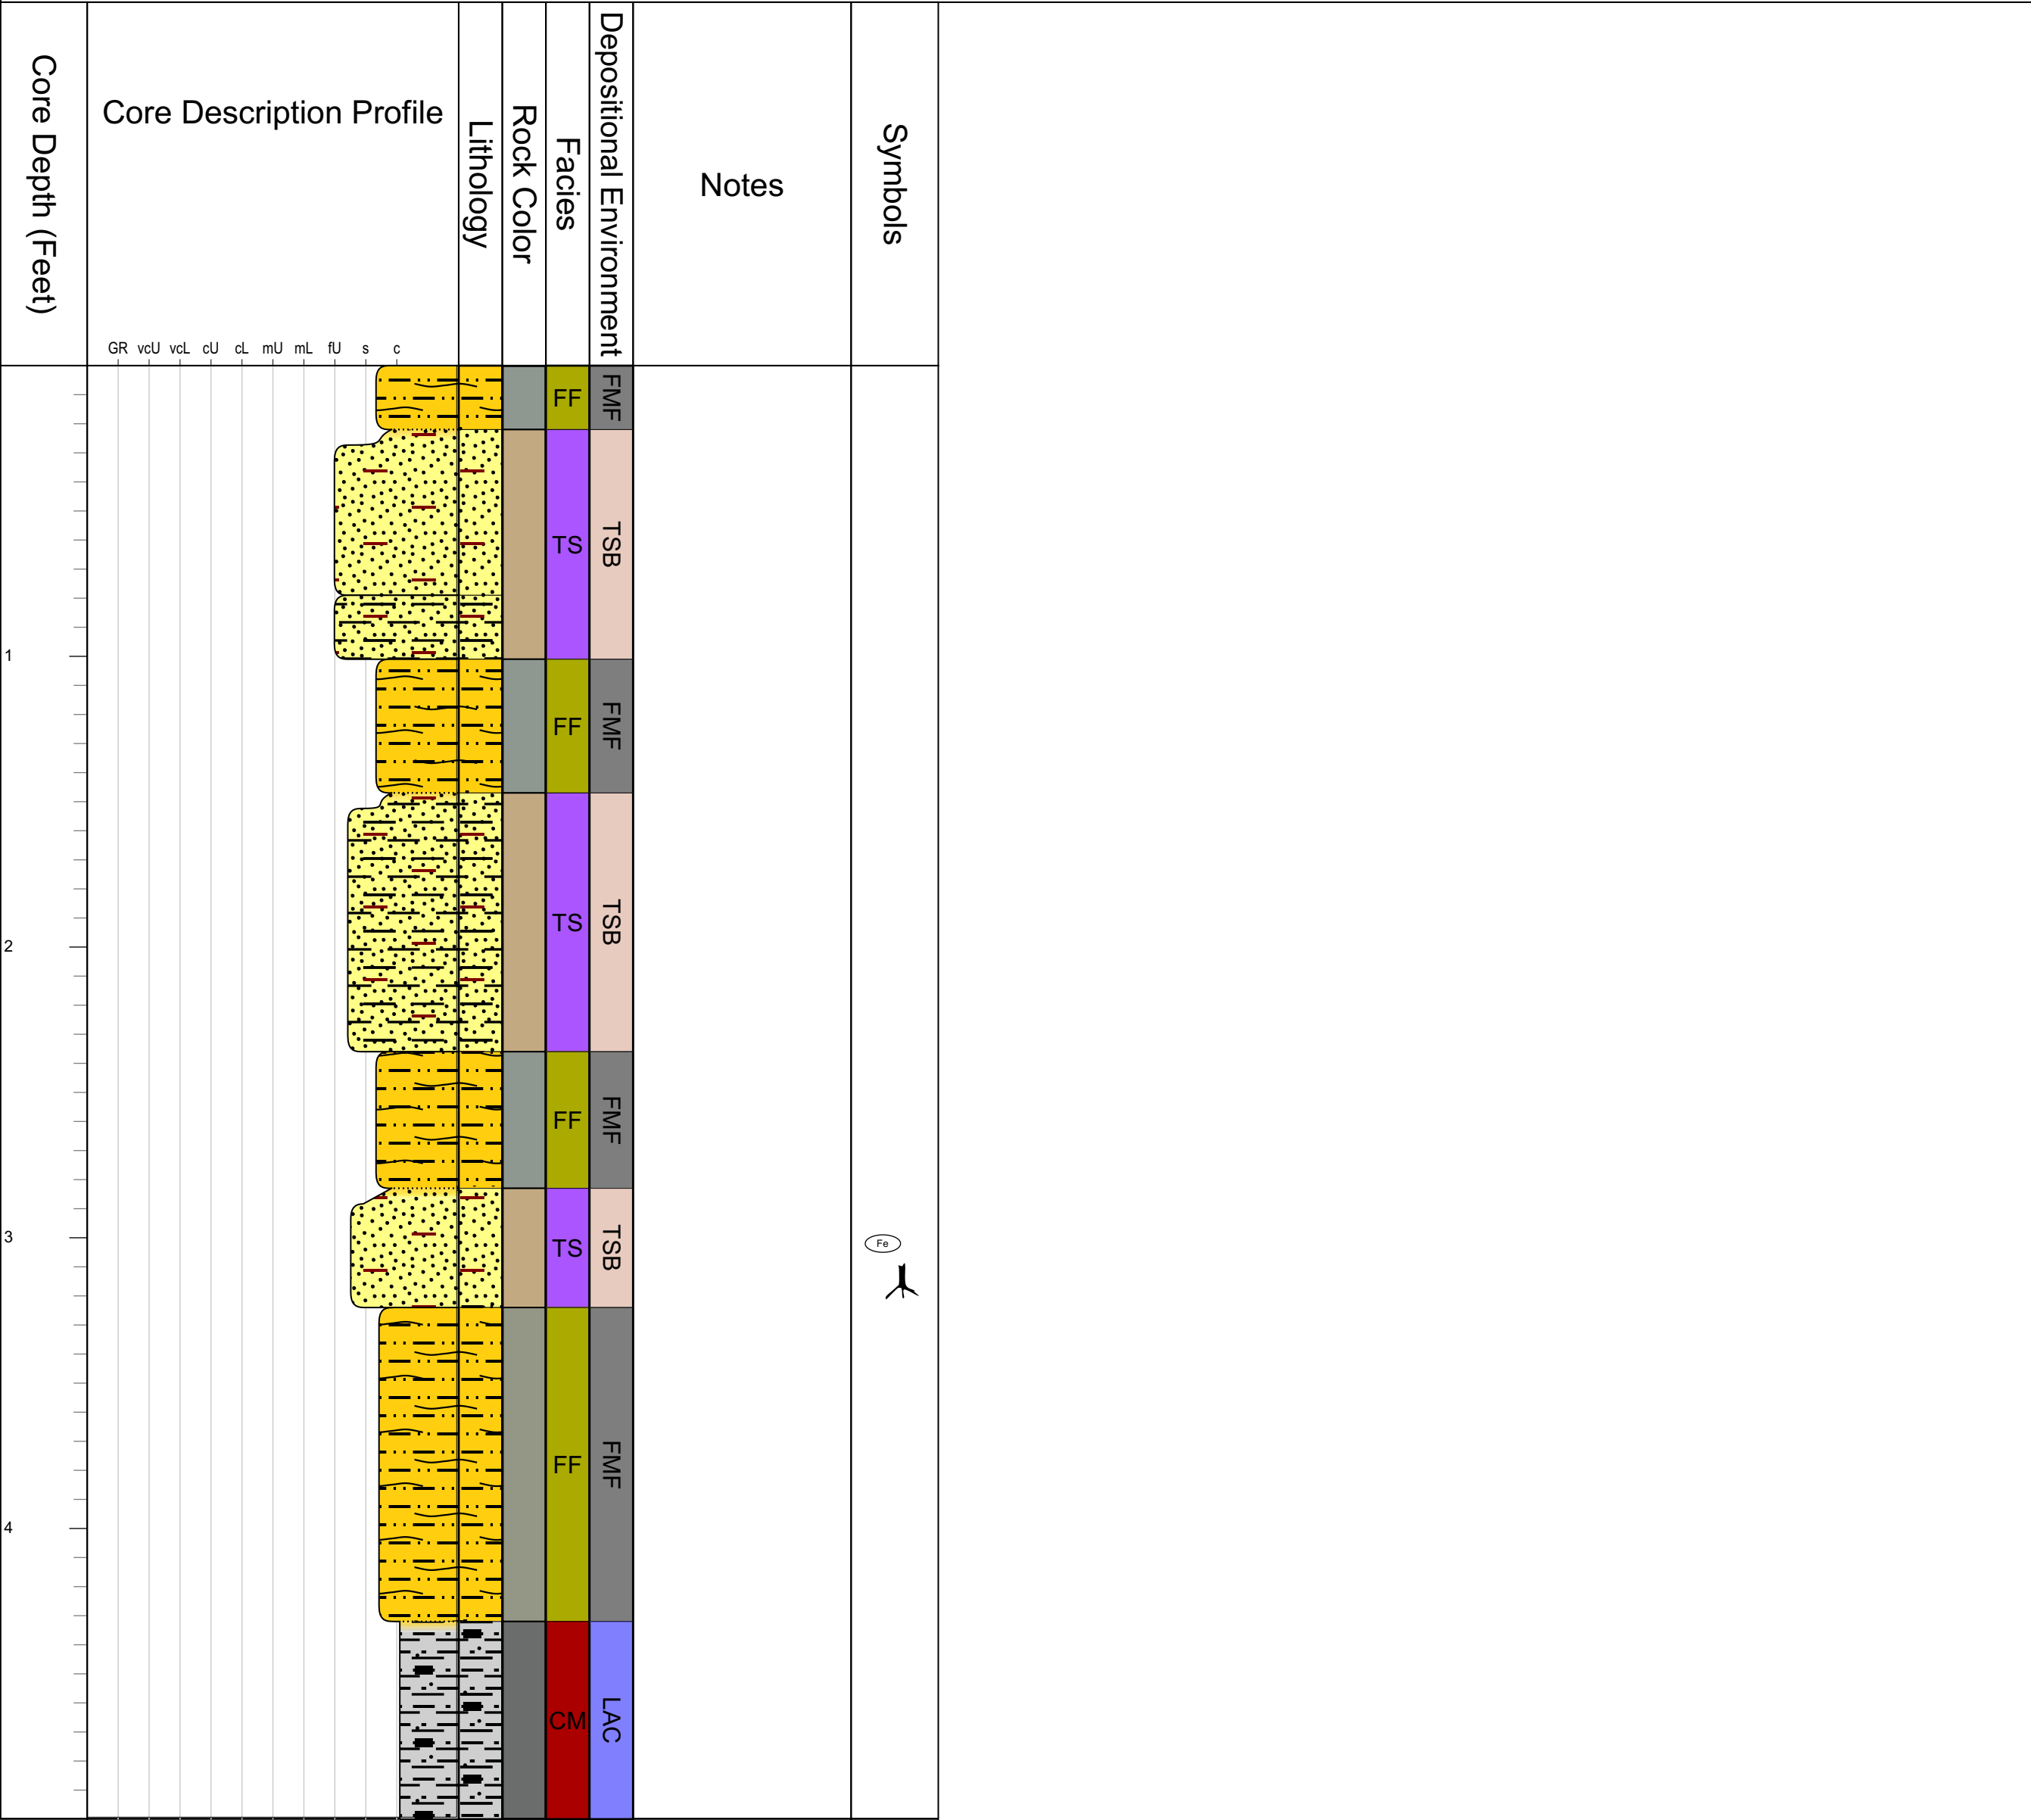 Core Depth (Feet)
Core Description Profile
Lithology
Rock Color
Facies
Depositional Environment
Notes
Symbols
GR vcU vcL cU cL mU mL fU s c
FF FMF
TS TSB
1
FF FMF
TS TSB
2
FF FMF
3
TS TSB
Fe
FF FMF
4
CM LAC